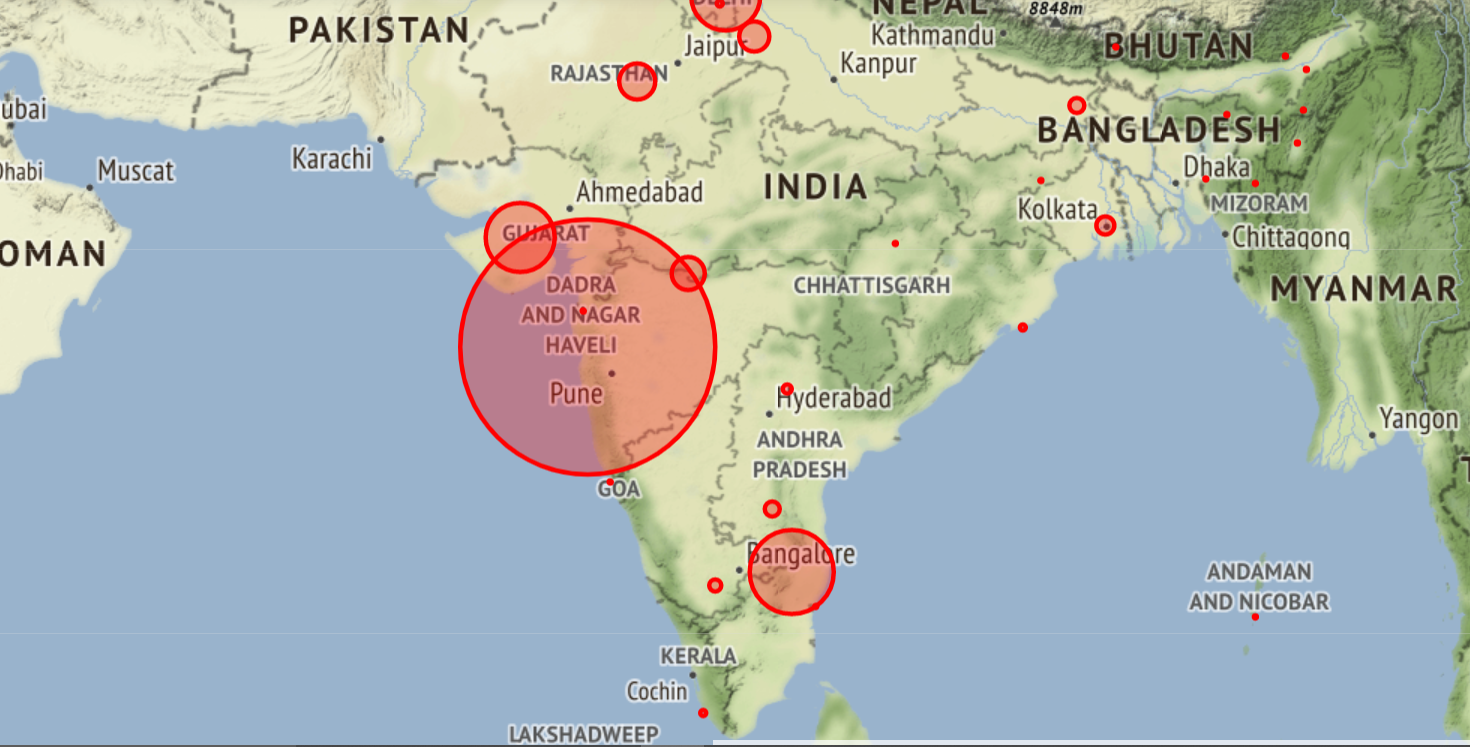 DELHI
NEPAL
8848m
PAKISTAN
Jaipur
Kathmandu
BHUTAN
RAJASTHAN
Kanpur
ubai
BANGLADESH
Karachi
Dhabi
Muscat
Dhaka
Ahmedabad
INDIA
MIZORAM
Kolkata
GUJARAT
Chittagong
OMAN
DADRA
AND NAGAR
HAVELI
CHHATTISGARH
MYANMAR
Pune
Hyderabad
Yangon
ANDHRA
PRADESH
GOA
Bangalore
ANDAMAN
AND NICOBAR
KERALA
Cochin
LAKSHADWEEP